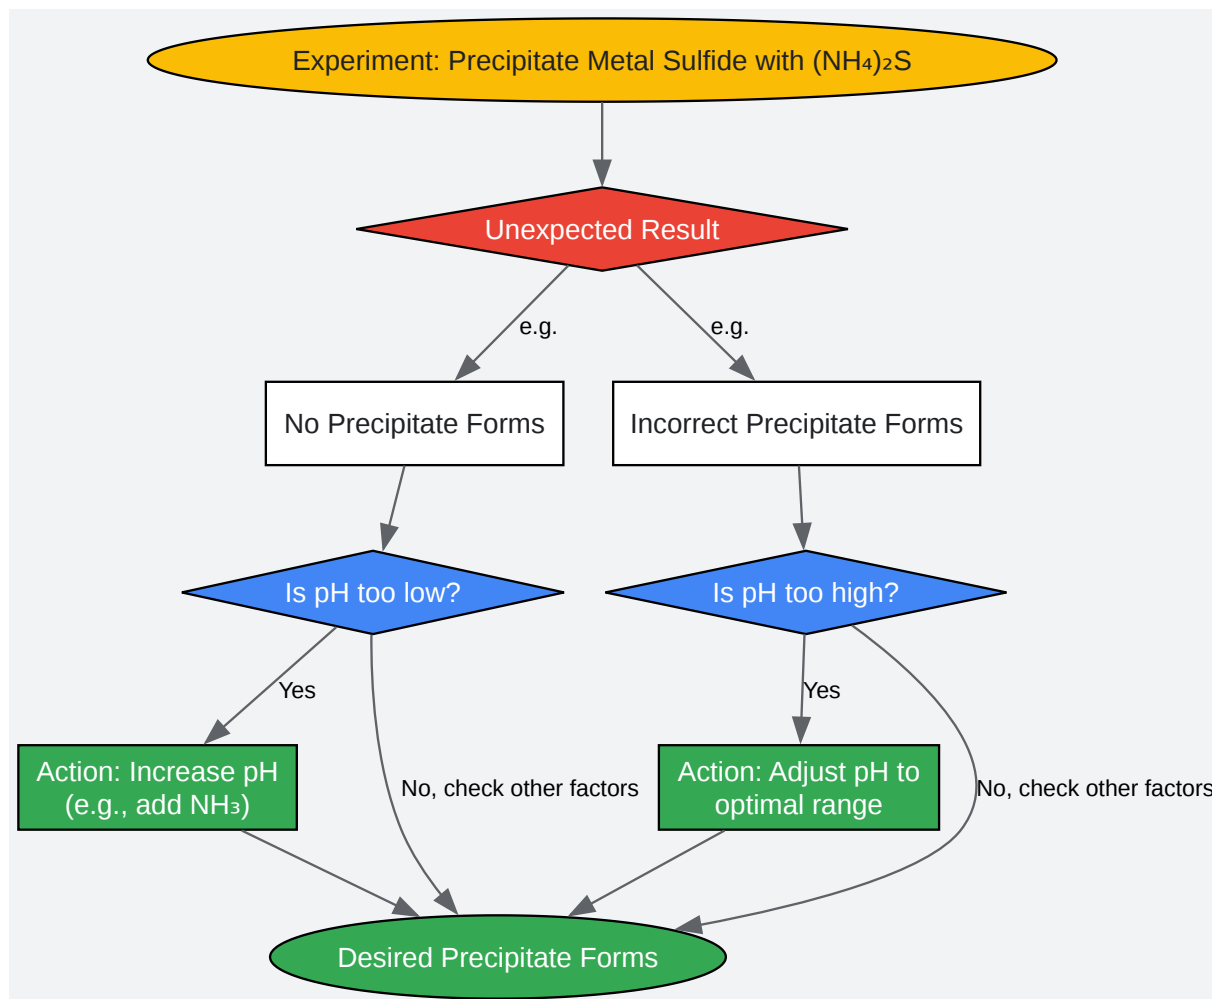 Experiment: Precipitate Metal Sulfide with (NH₄)₂S
Unexpected Result
e.g.
e.g.
No Precipitate Forms
Incorrect Precipitate Forms
Is pH too low?
Is pH too high?
Yes
Yes
Action: Increase pH
(e.g., add NH₃)
No, check other factors
Action: Adjust pH to
optimal range
No, check other factors
Desired Precipitate Forms